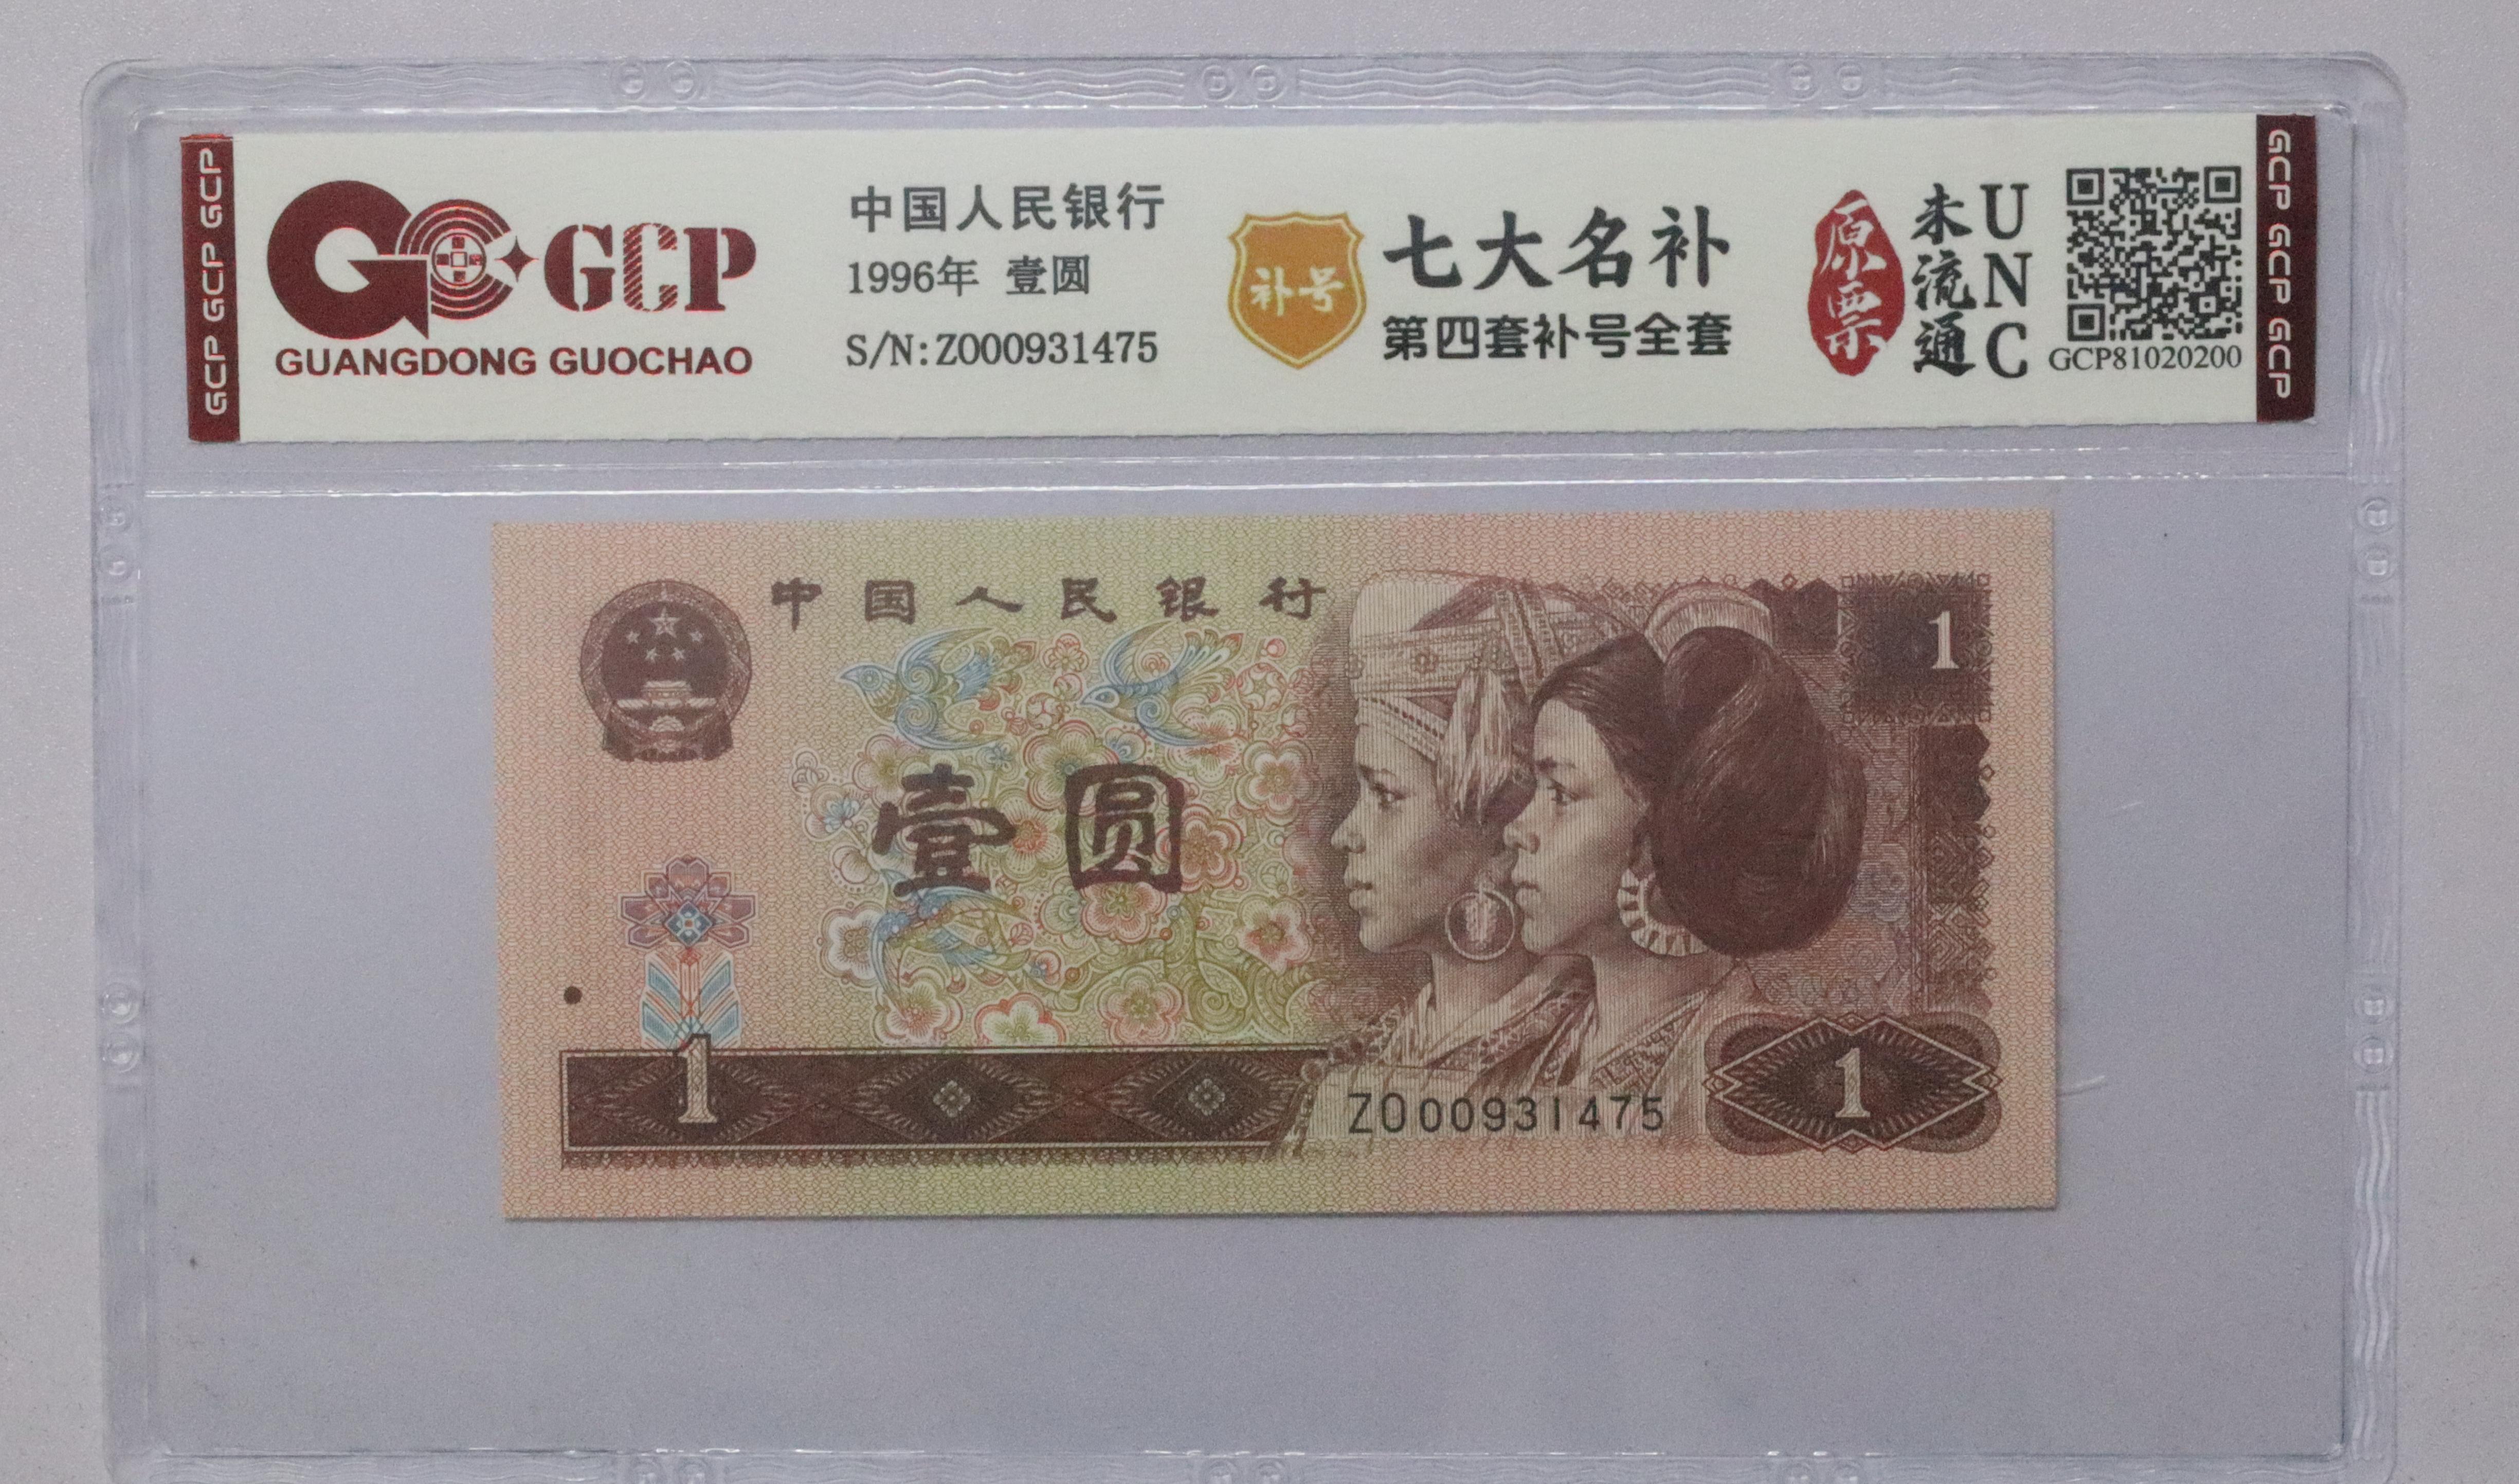 GCP GCP GCP
GCP
GUANGDONG GUOCHAO
中国人民银行
1996年 壹圆
S/N:ZO00931475
补号
七大名补
第四套补号全套
原票
未流通
UNC
GCP81020200
GCP GCP GCP
中国人民银行
1
壹圆
1
ZO00931475
1